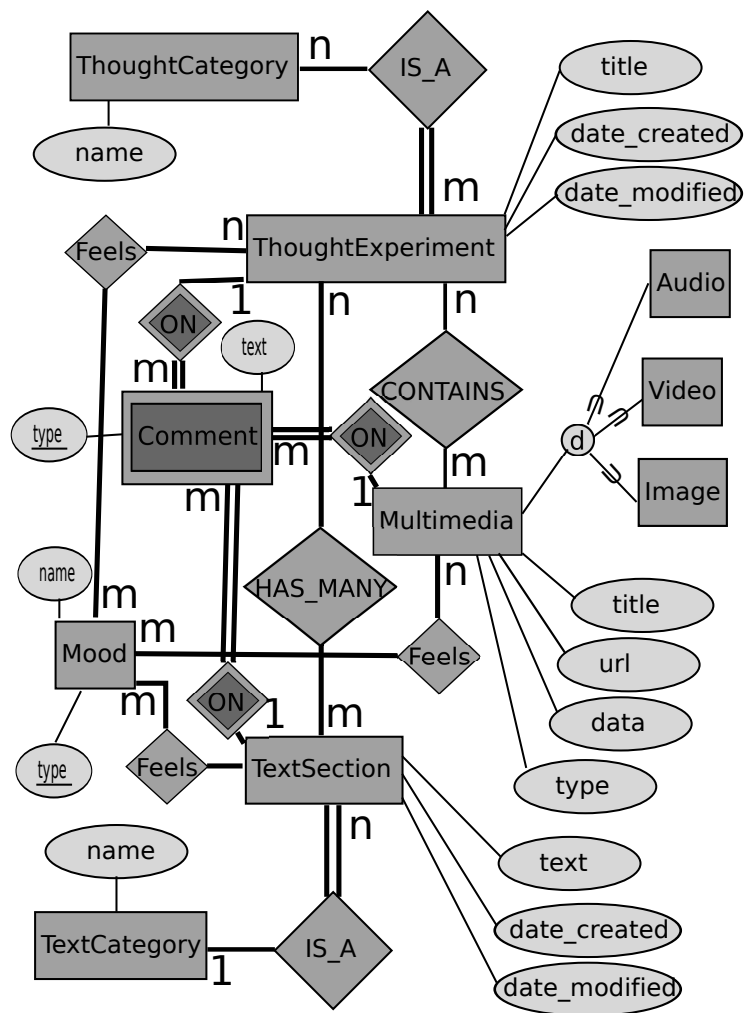 n
ThoughtCategory
IS_A
title
name
date_created
m
date_modified
n
Feels
ThoughtExperiment
Audio
1
n
n
ON
text
m
CONTAINS
Video
type
Comment
ON
d
m
m
1
Image
m
Multimedia
name
n
HAS_MANY
m
title
m
Mood
Feels
url
m
ON
1
m
data
type
Feels
TextSection
type
n
name
text
date_created
TextCategory
IS_A
1
date_modified